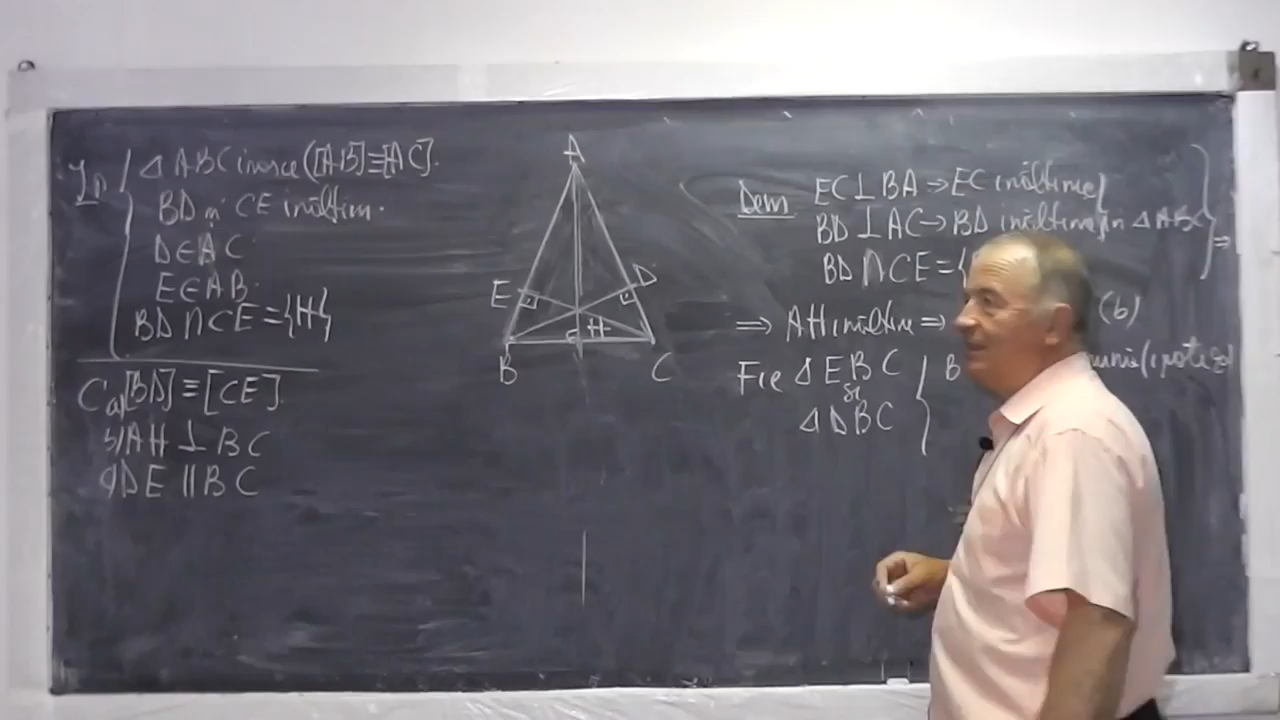 Ip △ABC isosce ([AB]≡[AC].
BD și CE înălțim.
D∈AC
E∈AB.
BD∩CE={H}
C a) [BD]≡[CE].
b) AH⊥BC
c) DE∥BC
A
E
D
H
B
C
Dem EC⊥BA→EC înălțime
BD⊥AC→BD înălțime în △ABC
BD∩CE={
⇒
⇒ AH înălțime ⇒
(b)
Fie △EBC
și
△DBC
B